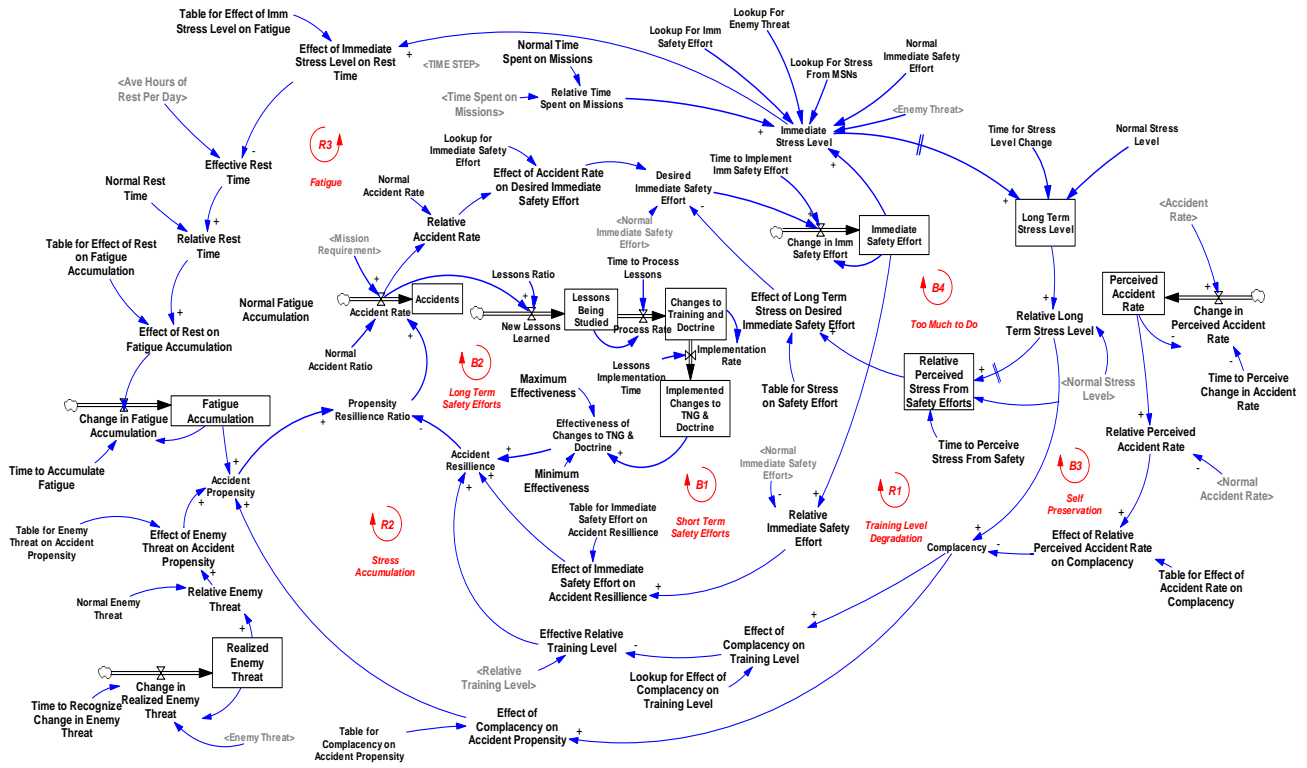 Table for Effect of Imm
Stress Level on Fatigue
Effect of Immediate
Stress Level on Rest
Time
+
<TIME STEP>
Normal Time
Spent on Missions
<Time Spent on
Missions>
Relative Time
Spent on Missions
Lookup For
Enemy Threat
Lookup For Imm
Safety Effort
Lookup For Stress
From MSNs
Normal
Immediate Safety
Effort
<Enemy Threat>
+
Immediate
Stress Level
+
Time for Stress
Level Change
Normal Stress
Level
+
Long Term
Stress Level
<Ave Hours of
Rest Per Day>
R3
Fatigue
-
Effective Rest
Time
Normal Rest
Time
+
Relative Rest
Time
Table for Effect of Rest
on Fatigue
Accumulation
+
Effect of Rest on
Fatigue Accumulation
Normal Fatigue
Accumulation
Lookup for
Immediate Safety
Effort
Effect of Accident Rate
on Desired Immediate
Safety Effort
Normal
Accident Rate
Relative
Accident Rate
<Mission
Requirement>
+
Accident Rate
+
Accidents
Normal
Accident Ratio
Desired
Immediate Safety
Effort
-
<Normal
Immediate Safety
Effort>
Time to Implement
Imm Safety Effort
+
Change in Imm
Safety Effort
Immediate
Safety Effort
Lessons Ratio
+
New Lessons
Learned
Lessons
Being
Studied
Time to Process
Lessons
Process Rate
Changes to
Training and
Doctrine
Implementation
Rate
Lessons
Implementation
Time
Implemented
Changes to
TNG &
Doctrine
Effect of Long Term
Stress on Desired
Immediate Safety Effort
+
Table for Stress
on Safety Effort
B4
Too Much to Do
Relative
Perceived
Stress From
Safety Efforts
+
Time to Perceive
Stress From Safety
+
Relative Long
Term Stress Level
<Normal Stress
Level>
<Accident
Rate>
+
Perceived
Accident
Rate
Change in
Perceived Accident
Rate
-
Time to Perceive
Change in Accident
Rate
+
Relative Perceived
Accident Rate
-
<Normal
Accident Rate>
B3
Self
Preservation
+
Effect of Relative
Perceived Accident Rate
on Complacency
Table for Effect of
Accident Rate on
Complacency
-
+
Complacency
R1
Training Level
Degradation
B2
Long Term
Safety Efforts
Maximum
Effectiveness
Effectiveness of
Changes to TNG &
Doctrine
+
Minimum
Effectiveness
Propensity
Resillience Ratio
+
-
Accident
Resillience
+
+
+
B1
Short Term
Safety Efforts
<Normal
Immediate Safety
Effort>
-
+
Relative
Immediate Safety
Effort
Table for Immediate
Safety Effort on
Accident Resillience
Effect of Immediate
Safety Effort on
Accident Resillience
+
Fatigue
Accumulation
Change in Fatigue
Accumulation
Time to Accumulate
Fatigue
+
Accident
Propensity
+
+
Table for Enemy
Threat on Accident
Propensity
Effect of Enemy
Threat on Accident
Propensity
+
Normal Enemy
Threat
Relative Enemy
Threat
+
Realized
Enemy
Threat
Change in
Realized Enemy
Threat
Time to Recognize
Change in Enemy
Threat
<Enemy Threat>
R2
Stress
Accumulation
Effective Relative
Training Level
-
<Relative
Training Level>
+
Effect of
Complacency on
Training Level
Lookup for Effect of
Complacency on
Training Level
Effect of
Complacency on
Accident Propensity
+
Table for
Complacency on
Accident Propensity